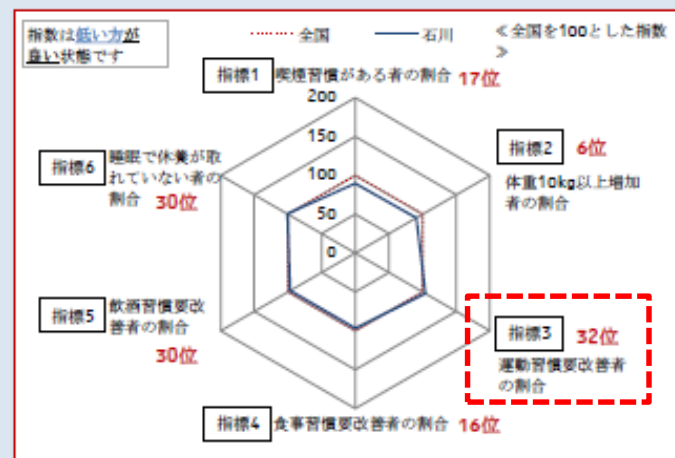 指数は低い方が
良い状態です
全国
石川
≪全国を100とした指数
≫
指標1 喫煙習慣がある者の割合 17位
200
150
100
50
0
指標2 6位
体重10kg以上増加
者の割合
指標3 32位
運動習慣要改善者
の割合
指標4 食事習慣要改善者の割合 16位
指標5 飲酒習慣要改
善者の割合
30位
指標6 睡眠で休養が取
れていない者の
割合 30位